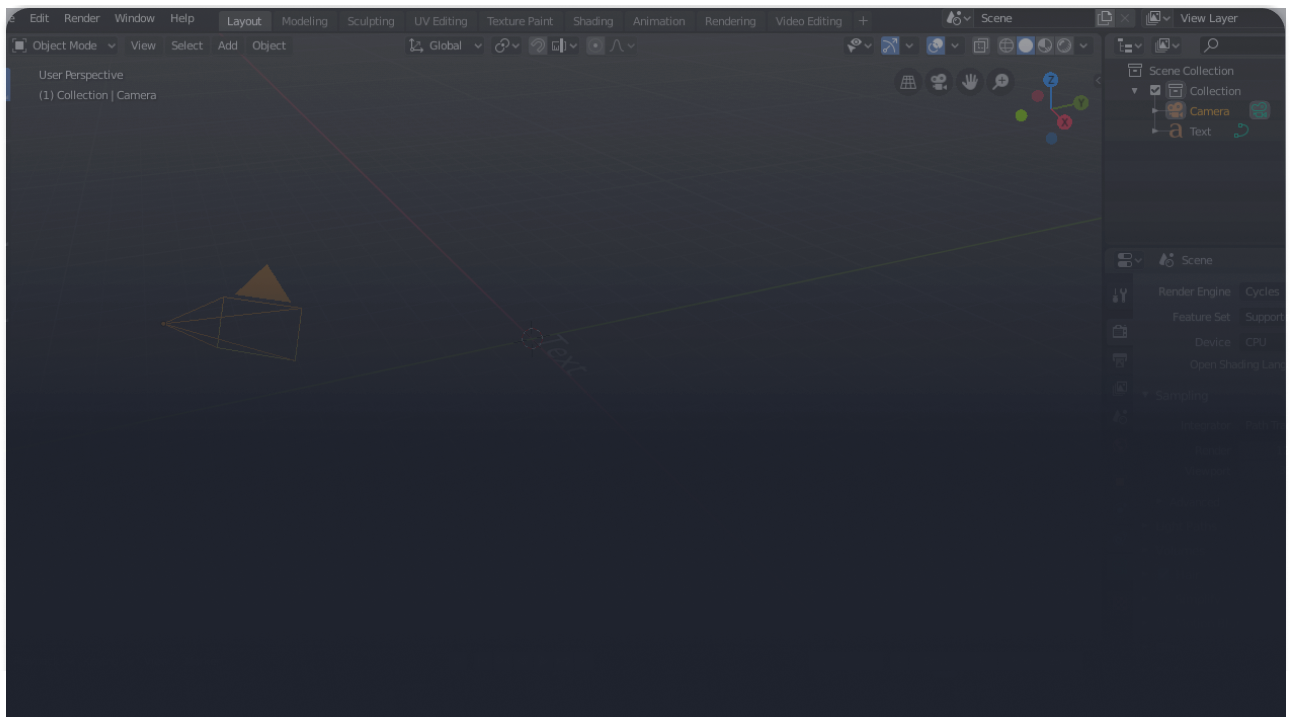 Edit Render Window Help Layout Modeling Sculpting UV Editing Texture Paint Shading Animation Rendering Video Editing + Scene View Layer
Object Mode View Select Add Object Global
User Perspective
(1) Collection | Camera
Z
Y
X
Text
Scene Collection
Collection
Camera
a Text
Scene
Render Engine Cycles
Feature Set Support
Device CPU
Open Shading Lang
Sampling